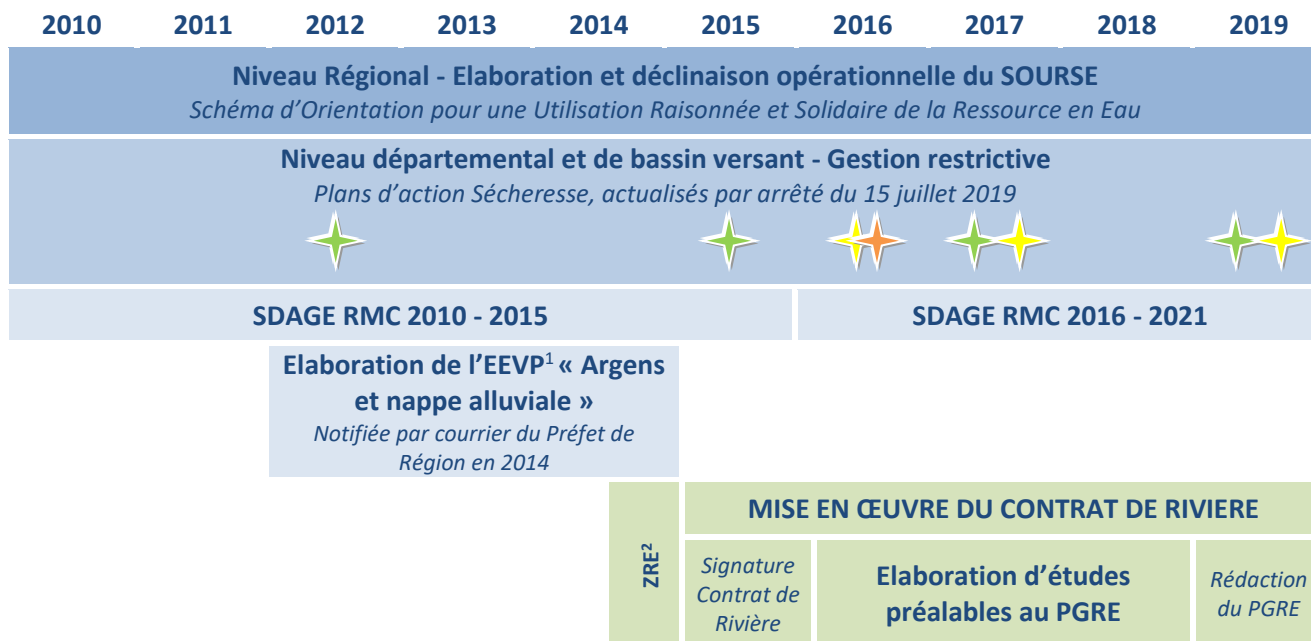 2010 2011 2012 2013 2014 2015 2016 2017 2018 2019
Niveau Régional - Elaboration et déclinaison opérationnelle du SOURSE
Schéma d'Orientation pour une Utilisation Raisonnée et Solidaire de la Ressource en Eau
Niveau départemental et de bassin versant - Gestion restrictive
Plans d'action Sécheresse, actualisés par arrêté du 15 juillet 2019
SDAGE RMC 2010 - 2015
SDAGE RMC 2016 - 2021
Elaboration de l'EEVP¹ « Argens
et nappe alluviale »
Notifiée par courrier du Préfet de
Région en 2014
ZRE²
MISE EN ŒUVRE DU CONTRAT DE RIVIERE
Signature
Contrat de
Rivière
Elaboration d'études
préalables au PGRE
Rédaction
du PGRE